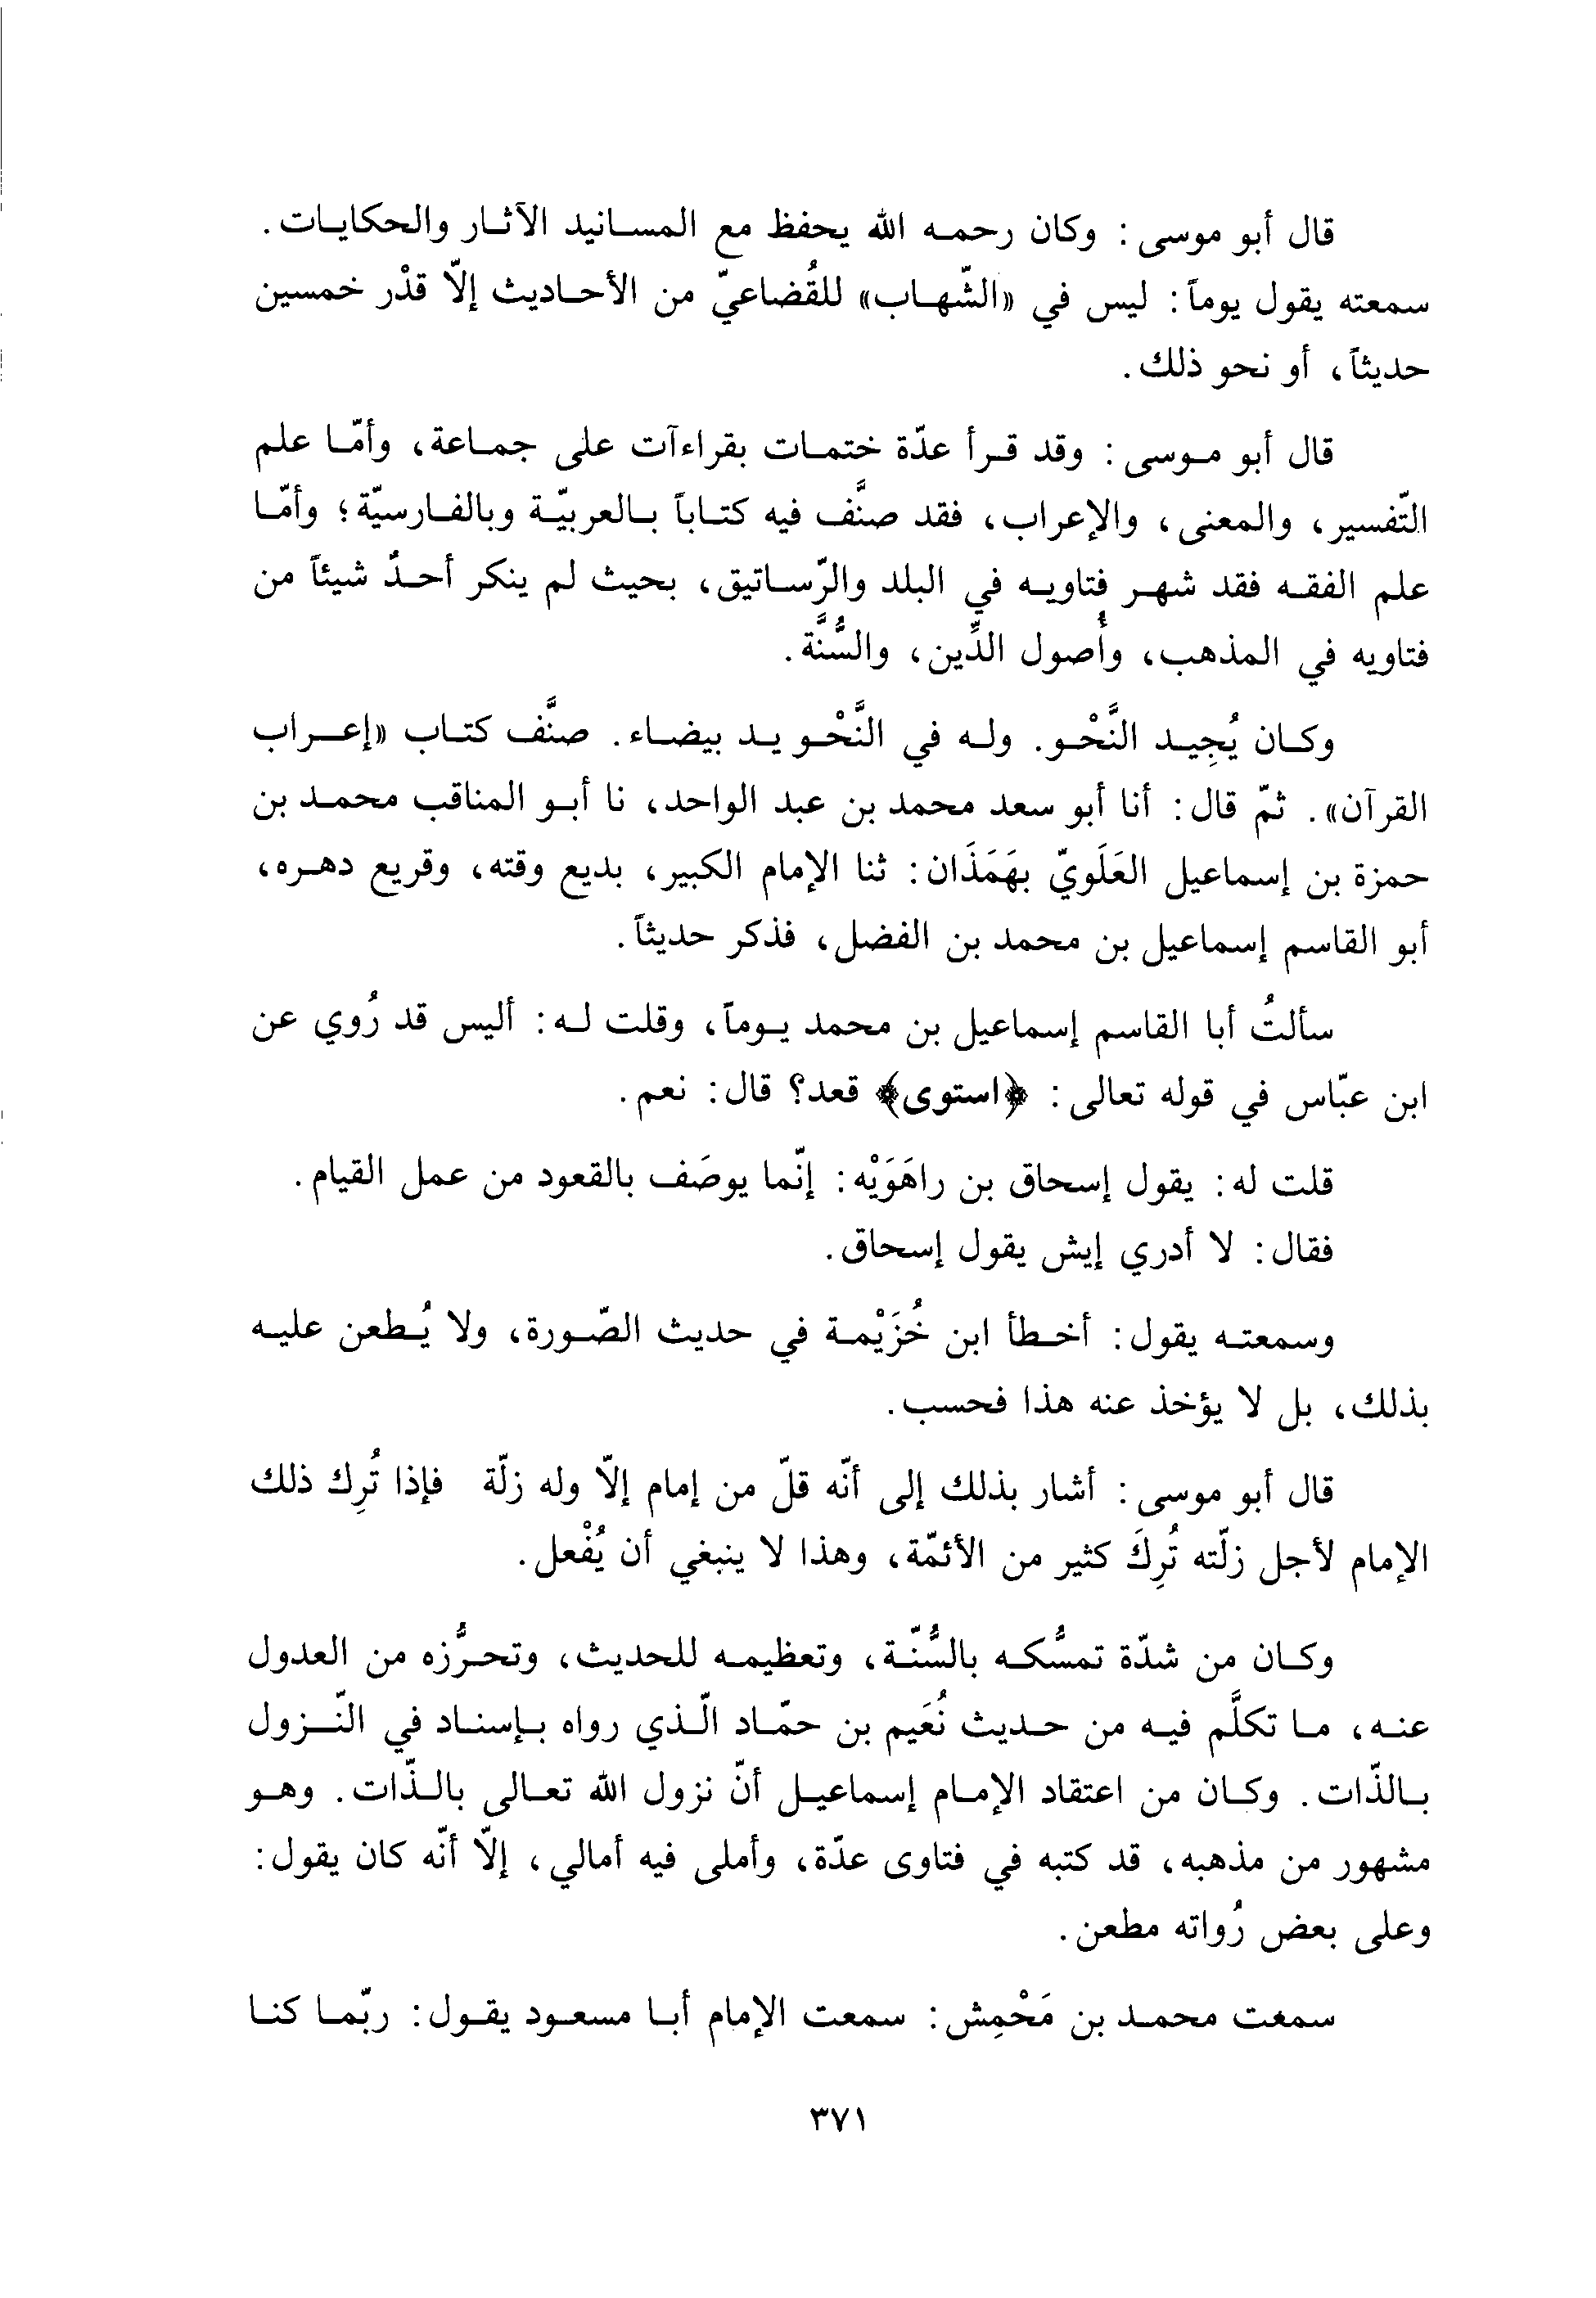 قال أبو موسى: وكان رحمه الله يحفظ مع المسانيد الآثار والحكايات.
سمعته يقول يوماً: ليس في «الشّهاب» للقُضاعيّ من الأحاديث إلاّ قدْر خمسين
حديثاً، أو نحو ذلك.
قال أبو موسى: وقد قرأ عدّة ختمات بقراءآت على جماعة، وأمّا علم
التّفسير، والمعنى، والإعراب، فقد صنَّف فيه كتاباً بالعربيّة وبالفارسيّة؛ وأمّا
علم الفقه فقد شهر فتاويه في البلد والرّساتيق، بحيث لم ينكر أحدٌ شيئاً من
فتاويه في المذهب، وأُصول الدِّين، والسُّنَّة.
وكان يُجِيد النَّحْو. وله في النَّحْو يد بيضاء. صنَّف كتاب «إعراب
القرآن». ثمّ قال: أنا أبو سعد محمد بن عبد الواحد، نا أبو المناقب محمد بن
حمزة بن إسماعيل العَلَويّ بهَمَذَان: ثنا الإمام الكبير، بديع وقته، وقريع دهره،
أبو القاسم إسماعيل بن محمد بن الفضل، فذكر حديثاً.
سألتُ أبا القاسم إسماعيل بن محمد يوماً، وقلت له: أليس قد رُوي عن
ابن عبّاس في قوله تعالى: ﴿استوى﴾ قعد؟ قال: نعم.
قلت له: يقول إسحاق بن راهَوَيْه: إنّما يوصَف بالقعود من عمل القيام.
فقال: لا أدري إيش يقول إسحاق.
وسمعته يقول: أخطأ ابن خُزَيْمة في حديث الصّورة، ولا يُطعن عليه
بذلك، بل لا يؤخذ عنه هذا فحسب.
قال أبو موسى: أشار بذلك إلى أنّه قلّ من إمام إلاّ وله زلّة فإذا تُرِك ذلك
الإمام لأجل زلّته تُرِكَ كثير من الأئمّة، وهذا لا ينبغي أن يُفْعل.
وكان من شدّة تمسُّكه بالسُّنّة، وتعظيمه للحديث، وتحرُّزه من العدول
عنه، ما تكلَّم فيه من حديث نُعَيم بن حمّاد الّذي رواه بإسناد في النّزول
بالذّات. وكان من اعتقاد الإمام إسماعيل أنّ نزول الله تعالى بالذّات. وهو
مشهور من مذهبه، قد كتبه في فتاوى عدّة، وأملى فيه أمالي، إلاّ أنّه كان يقول:
وعلى بعض رُواته مطعن.
سمعت محمد بن مَحْمِش: سمعت الإمام أبا مسعود يقول: ربّما كنا
٣٧١